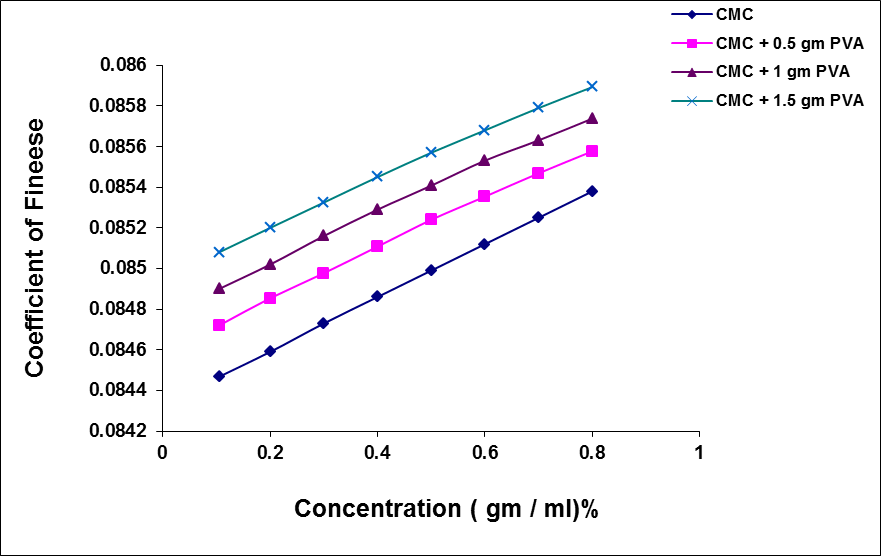 CMC
CMC + 0.5 gm PVA
CMC + 1 gm PVA
CMC + 1.5 gm PVA
Coefficient of Fineese
0.086
0.0858
0.0856
0.0854
0.0852
0.085
0.0848
0.0846
0.0844
0.0842
0 0.2 0.4 0.6 0.8 1
Concentration ( gm / ml)%